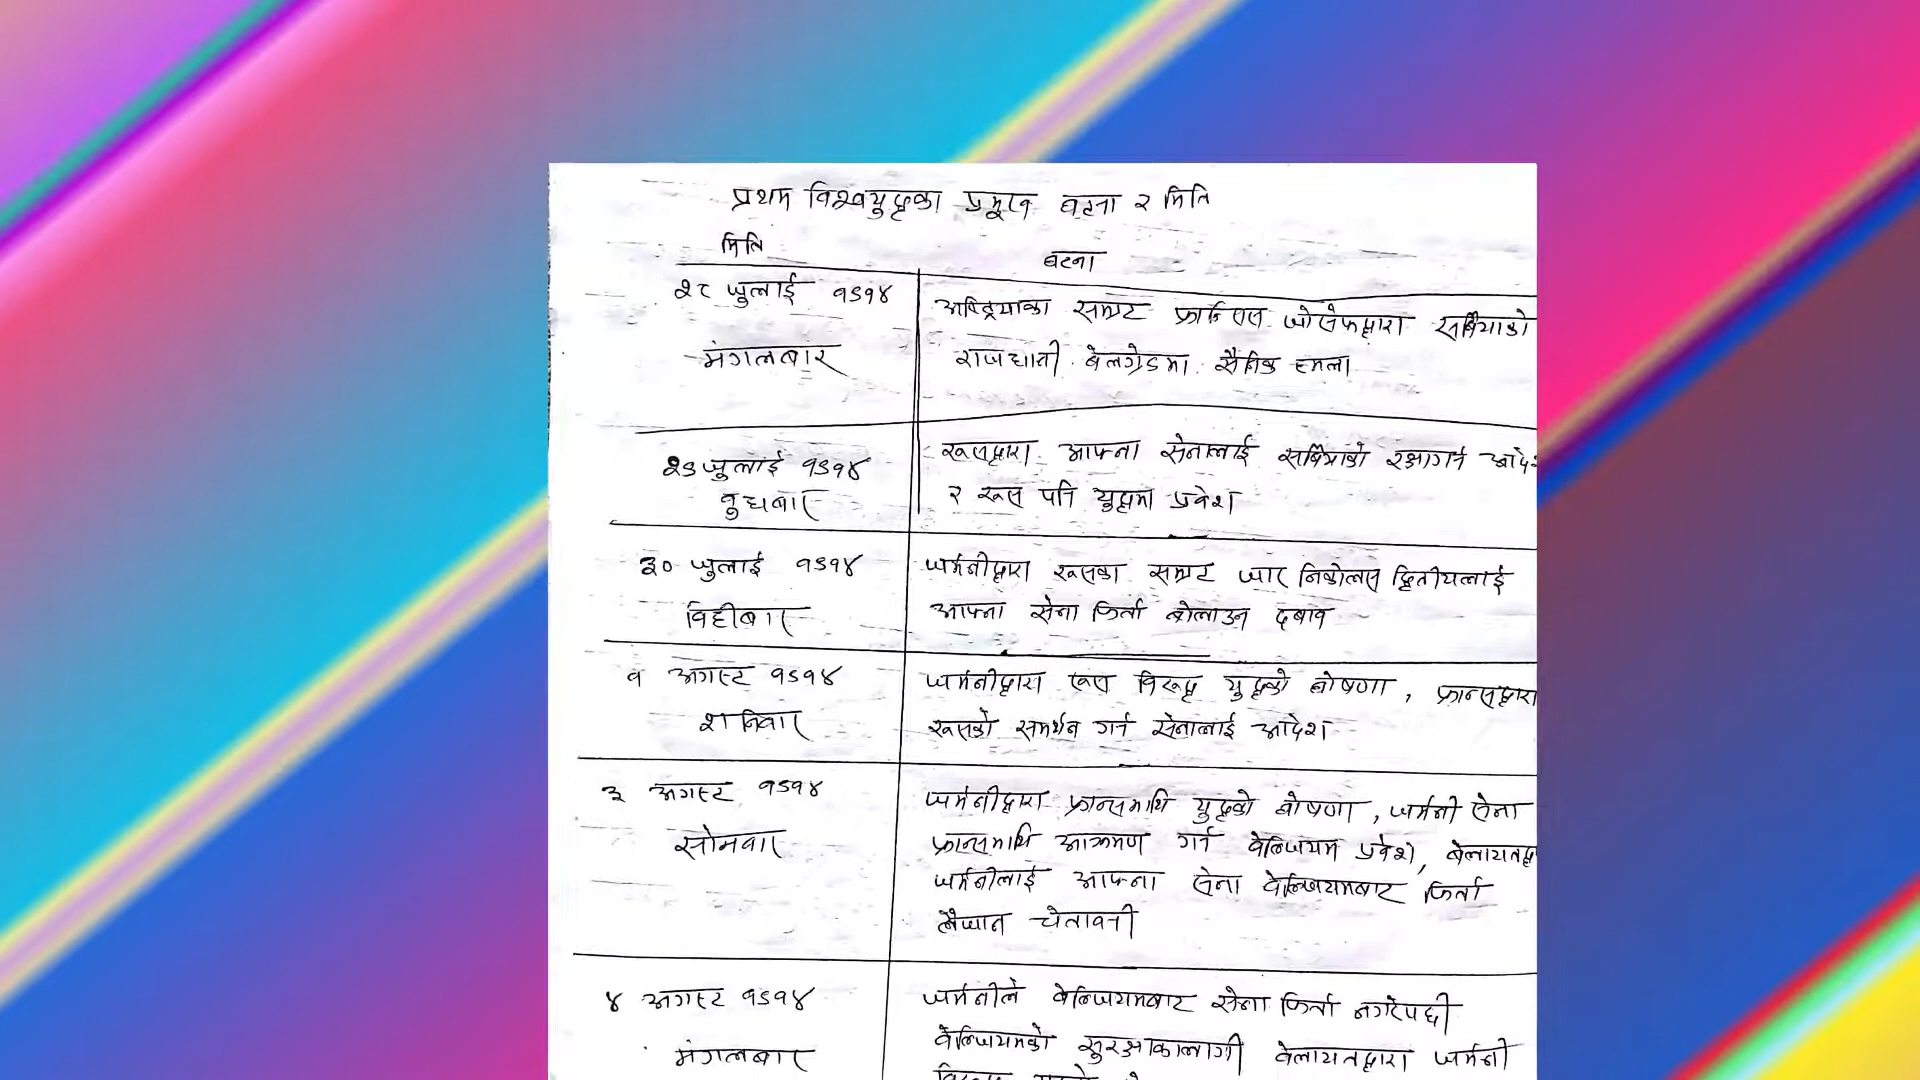 प्रथम विश्वयुद्धका प्रमूख घटना र मिति
मिति
घटना
२८ जुलाई १९१४
मंगलबार
अष्ट्रियाका सम्राट फ्रान्सिस जोसेफद्वारा सर्बियाको
राजधानी बेलग्रेडमा सैनिक हमला
२९ जुलाई १९१४
बुधबार
रूसद्वारा आफ्ना सेनालाई सर्बियाको रक्षागर्न
र रूस पनि युद्धमा प्रवेश
३० जुलाई १९१४
विहीबार
जर्मनीद्वारा रूसका सम्राट जार निकोलस द्वितीयलाई
आफ्ना सेना फिर्ता बोलाउन दबाव
१ अगस्ट १९१४
शनिवार
जर्मनीद्वारा रूस विरूद्ध युद्धको घोषणा , फ्रान्सद्वारा
रूसको समर्थन गर्न सेनालाई आदेश
३ अगस्ट १९१४
सोमवार
जर्मनीद्वारा फ्रान्समाथि युद्धको घोषणा , जर्मनी सेना
फ्रान्समाथि आक्रमण गर्न बेल्जियम प्रवेश,
जर्मनीलाई आफ्ना सेना बेल्जियमबाट फिर्ता
लैजान चेतावनी
४ अगस्ट १९१४
मंगलबार
जर्मनीले बेल्जियमबाट सेना फिर्ता नगरेपछी
बेल्जियमको सुरक्षाकालागी बेलायतद्वारा जर्मनी